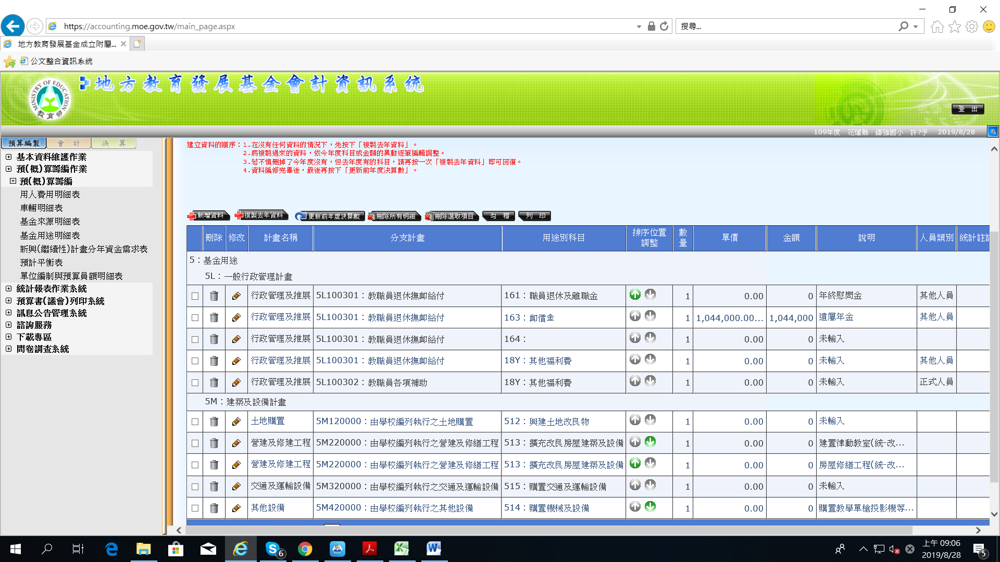 https://accounting.moe.gov.tw/main_page.aspx
搜尋...
地方教育發展基金成立附屬...
公文整合資訊系統
MINISTRY OF EDUCATION
教育部
地方教育發展基金會計資訊系統
登 出
109年度 花蓮縣 鑄強國小 許?予 2019/8/28
預算編製 會 計 決 算
基本資料維護作業
預(概)算籌編作業
預(概)算籌編
用人費用明細表
車輛明細表
基金來源明細表
基金用途明細表
新興(繼續性)計畫分年資金需求表
預計平衡表
單位編制與預算員額明細表
統計報表作業系統
預算書(議會)列印系統
訊息公告管理系統
諮詢服務
下載專區
問卷調查系統
建立資料的順序：1.在沒有任何資料的情況下，先按下「複製去年資料」。
2.將複製過來的資料，依今年度科目或金額的異動逐筆編輯調整。
3.若不慎刪掉了今年度沒有，但去年度有的科目，請再按一次「複製去年資料」即可回復。
4.資料編修完畢後，最後再按下「更新前年度決算數」。
新增資料 複製去年資料 更新前年度決算數 刪除所有明細 刪除選取項目 勾 稽 列 印
刪除 修改 計畫名稱 分支計畫 用途別科目 排序位置調整 數量 單價 金額 說明 人員類別 統計註
5：基金用途
5L：一般行政管理計畫
行政管理及推展 5L100301：教職員退休撫卹給付 161：職員退休及離職金 1 0.00 0 年終慰問金 其他人員
行政管理及推展 5L100301：教職員退休撫卹給付 163：卹償金 1 1,044,000.00... 1,044,000 遺屬年金 其他人員
行政管理及推展 5L100301：教職員退休撫卹給付 164： 1 0.00 0 未輸入
行政管理及推展 5L100301：教職員退休撫卹給付 18Y：其他福利費 1 0.00 0 未輸入 其他人員
行政管理及推展 5L100302：教職員各項補助 18Y：其他福利費 1 0.00 0 未輸入 正式人員
5M：建築及設備計畫
土地購置 5M120000：由學校編列執行之土地購置 512：興建土地改良物 1 0.00 0 未輸入
營建及修建工程 5M220000：由學校編列執行之營建及修繕工程 513：擴充改良房屋建築及設備 1 0.00 0 建置律動教室(統-改...
營建及修建工程 5M220000：由學校編列執行之營建及修繕工程 513：擴充改良房屋建築及設備 1 0.00 0 房屋修繕工程(統-改...
交通及運輸設備 5M320000：由學校編列執行之交通及運輸設備 515：購置交通及運輸設備 1 0.00 0 未輸入
其他設備 5M420000：由學校編列執行之其他設備 514：購置機械及設備 1 0.00 0 購置教學單槍投影機等...
6
上午 09:06
2019/8/28
5